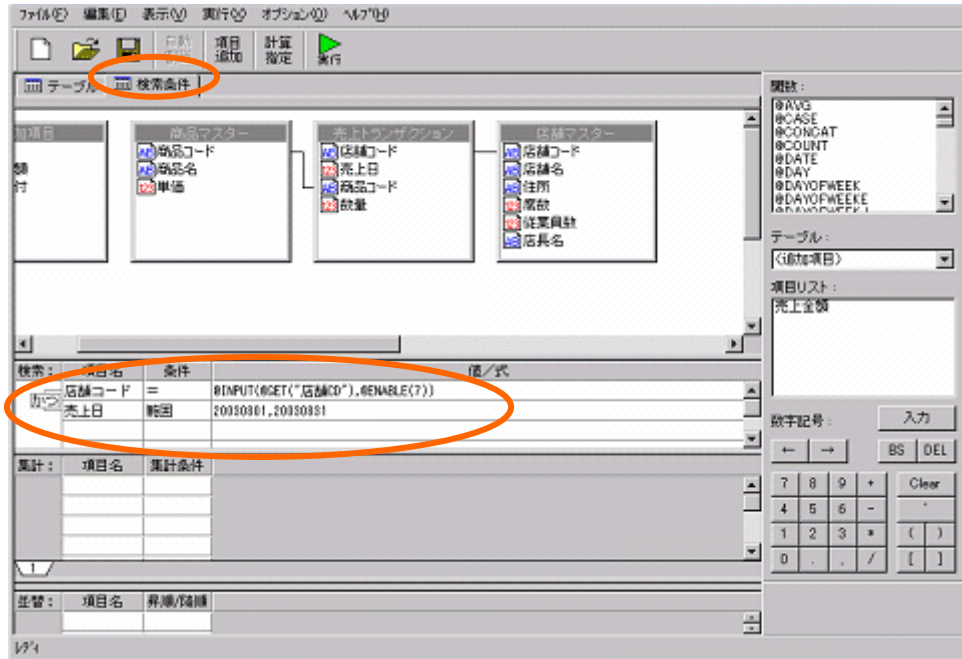 ファイル(F) 編集(E) 表示(V) 実行(X) オプション(O) ヘルプ(H)
項目追加 計算指定 実行
テーブル 検索条件
加項目
額
付
商品マスター
商品コード
商品名
単価
売上トランザクション
店舗コード
売上日
商品コード
数量
店舗マスター
店舗コード
店舗名
住所
席数
従業員数
店長名
検索: 項目名 条件 値/式
かつ
店舗コード = @INPUT(@GET("店舗CD"),@ENABLE(7))
売上日 範囲 20030801,20030831
集計: 項目名 集計条件
1
並替: 項目名 昇順/降順
レディ
関数:
@AVG
@CASE
@CONCAT
@COUNT
@DATE
@DAY
@DAYOFWEEK
@DAYOFWEEKE
テーブル:
<追加項目>
項目リスト:
売上金額
数字記号: 入力
← → BS DEL
7 8 9 + Clear
4 5 6 -
1 2 3 * ( )
0 . , / [ ]